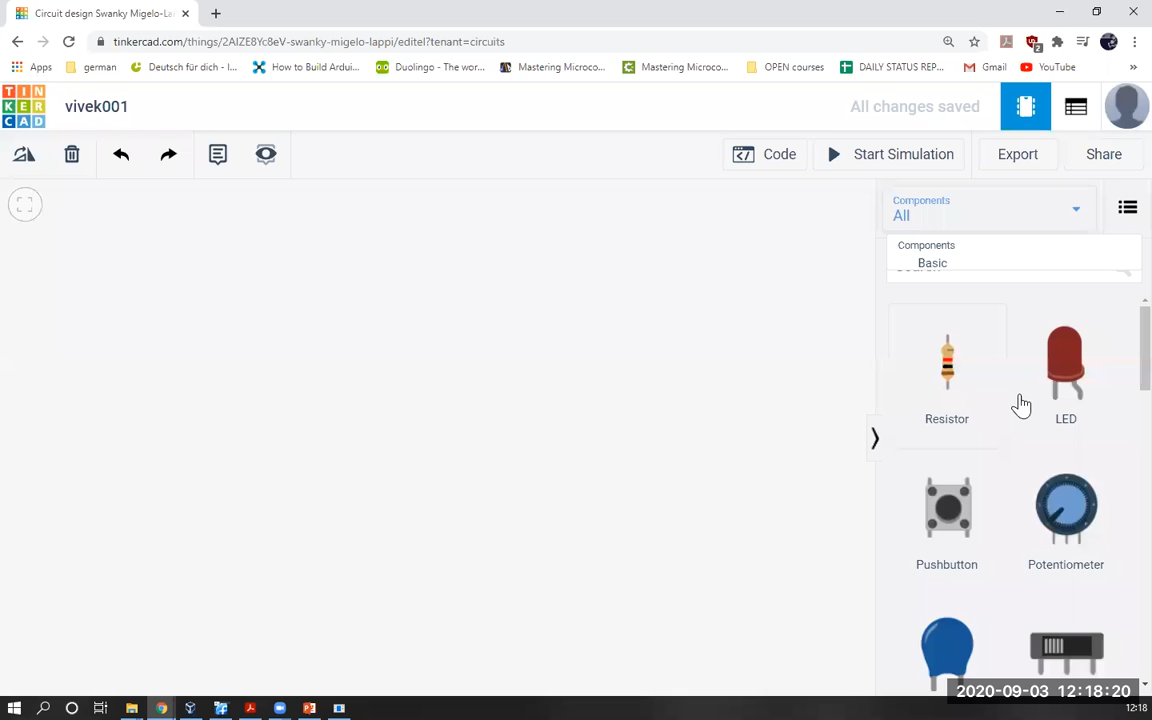 Circuit design Swanky Migelo-La
tinkercad.com/things/2AIZE8Yc8eV-swanky-migelo-lappi/editel?tenant=circuits
2
Apps german Deutsch für dich - I... How to Build Ardui... Duolingo - The wor... Mastering Microco... Mastering Microco... OPEN courses DAILY STATUS REP... Gmail YouTube »
TIN
KER
CAD
vivek001
All changes saved
Code Start Simulation Export Share
Components
All
Components
Basic
Resistor LED
Pushbutton Potentiometer
2020-09-03 12:18:20
12:18